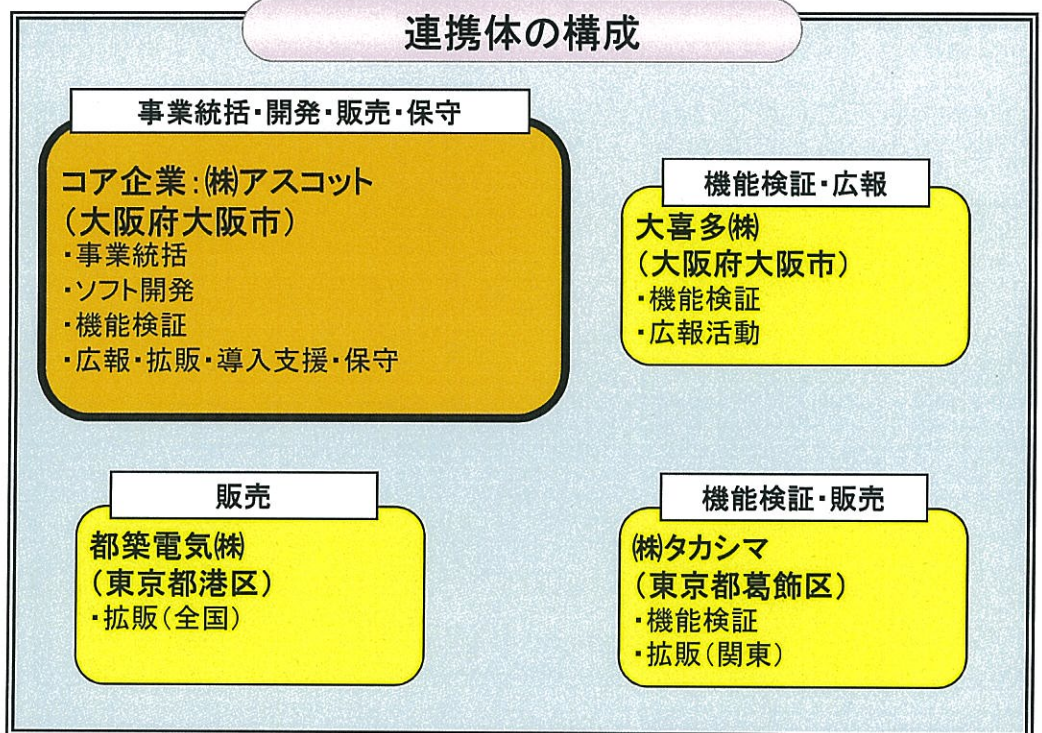 連携体の構成
事業統括・開発・販売・保守
コア企業:㈱アスコット
(大阪府大阪市)
・事業統括
・ソフト開発
・機能検証
・広報・拡販・導入支援・保守
機能検証・広報
大喜多㈱
(大阪府大阪市)
・機能検証
・広報活動
販売
都築電気㈱
(東京都港区)
・拡販(全国)
機能検証・販売
㈱タカシマ
(東京都葛飾区)
・機能検証
・拡販(関東)